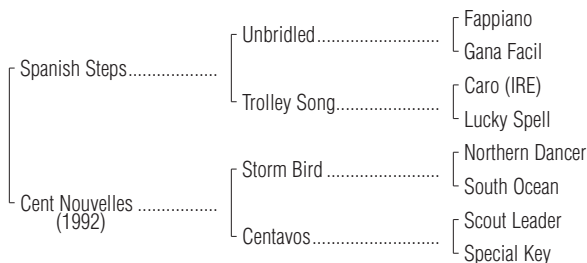 Fappiano
Unbridled
Gana Facil
Spanish Steps
Caro (IRE)
Trolley Song
Lucky Spell
Northern Dancer
Storm Bird
South Ocean
Cent Nouvelles
(1992)
Scout Leader
Centavos
Special Key